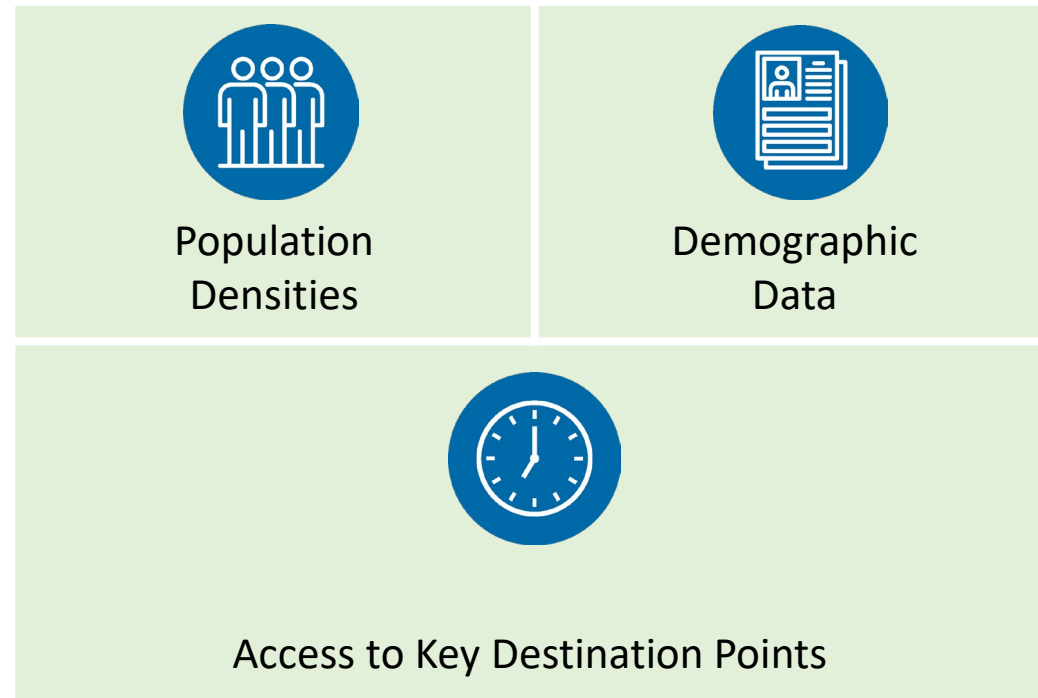 Population
Densities
Demographic
Data
Access to Key Destination Points